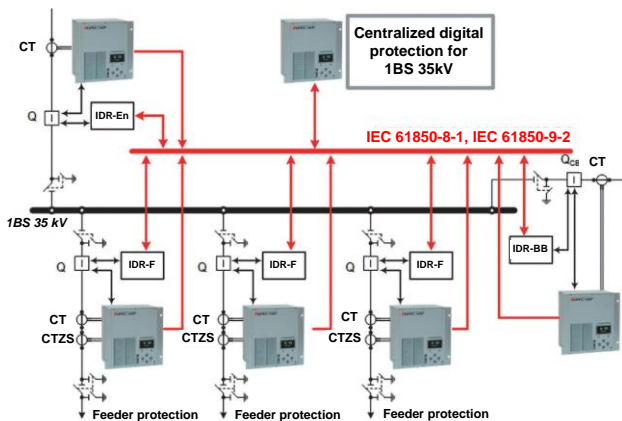 CT
Centralized digital
protection for
1BS 35kV
Q
I
IDR-En
IEC 61850-8-1, IEC 61850-9-2
QCB
CT
I
1BS 35 kV
IDR-BB
Q
I
IDR-F
Q
I
IDR-F
I
IDR-F
CT
CTZS
CT
CTZS
CT
CTZS
Feeder protection
Feeder protection
Feeder protection